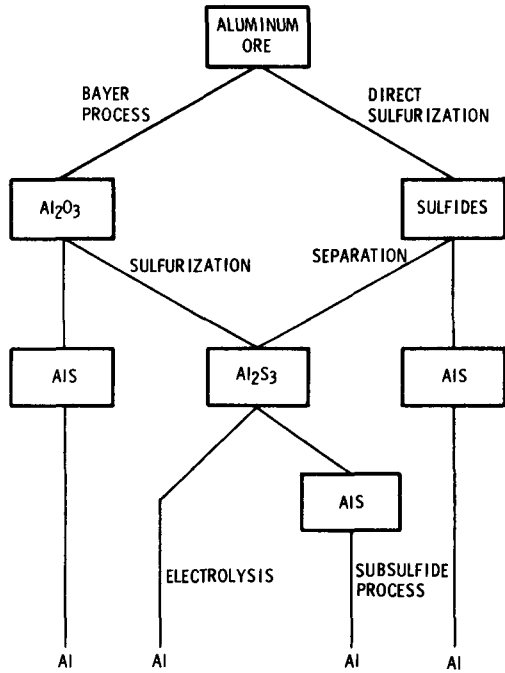 ALUMINUM
ORE
BAYER
PROCESS
DIRECT
SULFURIZATION
Al2O3
SULFIDES
SULFURIZATION
SEPARATION
AlS
Al2S3
AlS
AlS
ELECTROLYSIS
SUBSULFIDE
PROCESS
Al
Al
Al
Al